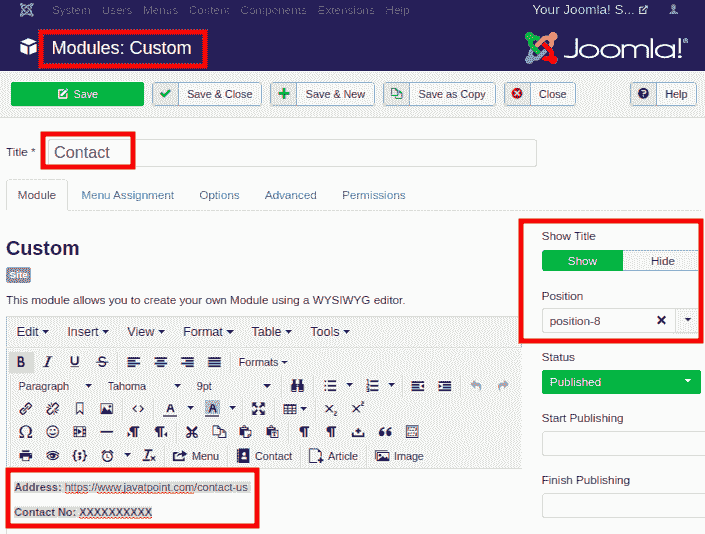 System Users Menus Content Components Extensions Help Your Joomla! S...
Modules: Custom
Joomla!®
Save Save & Close Save & New Save as Copy Close Help
Title * Contact
Module Menu Assignment Options Advanced Permissions
Custom
Site
This module allows you to create your own Module using a WYSIWYG editor.
Edit Insert View Format Table Tools
B I U S Formats
Paragraph Tahoma 9pt
A A
x₂ x²
Ω
Menu Contact Article Image
Address: https://www.javatpoint.com/contact-us
Contact No: XXXXXXXXXX
Show Title
Show Hide
Position
position-8
Status
Published
Start Publishing
Finish Publishing